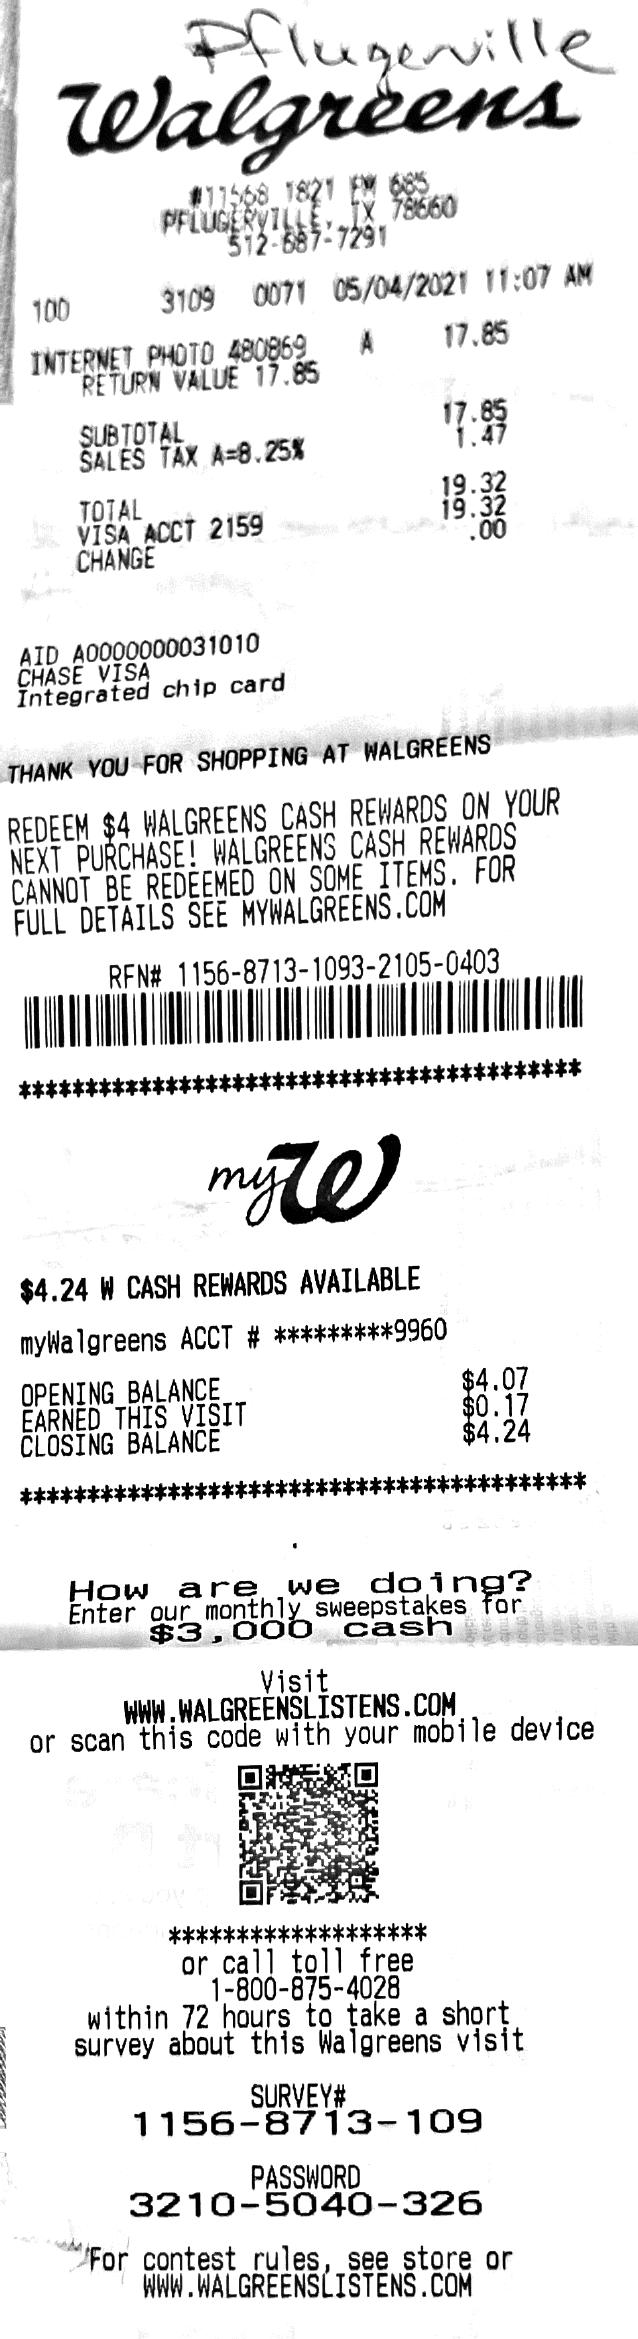 Pflugerville
Walgreens
#11568 1821 FM 685
PFLUGERVILLE, TX 78660
512-687-7291
100 3109 0071 05/04/2021 11:07 AM
INTERNET PHOTO 480869 A 17.85
RETURN VALUE 17.85
SUBTOTAL 17.85
SALES TAX A=8.25% 1.47
TOTAL 19.32
VISA ACCT 2159 19.32
CHANGE .00
AID A0000000031010
CHASE VISA
Integrated chip card
THANK YOU FOR SHOPPING AT WALGREENS
REDEEM $4 WALGREENS CASH REWARDS ON YOUR
NEXT PURCHASE! WALGREENS CASH REWARDS
CANNOT BE REDEEMED ON SOME ITEMS. FOR
FULL DETAILS SEE MYWALGREENS.COM
RFN# 1156-8713-1093-2105-0403
******************************************
myW
$4.24 W CASH REWARDS AVAILABLE
myWalgreens ACCT # *********9960
OPENING BALANCE $4.07
EARNED THIS VISIT $0.17
CLOSING BALANCE $4.24
******************************************
How are we doing?
Enter our monthly sweepstakes for
$3,000 cash
Visit
WWW.WALGREENSLISTENS.COM
or scan this code with your mobile device
*******************
or call toll free
1-800-875-4028
within 72 hours to take a short
survey about this Walgreens visit
SURVEY#
1156-8713-109
PASSWORD
3210-5040-326
For contest rules, see store or
WWW.WALGREENSLISTENS.COM